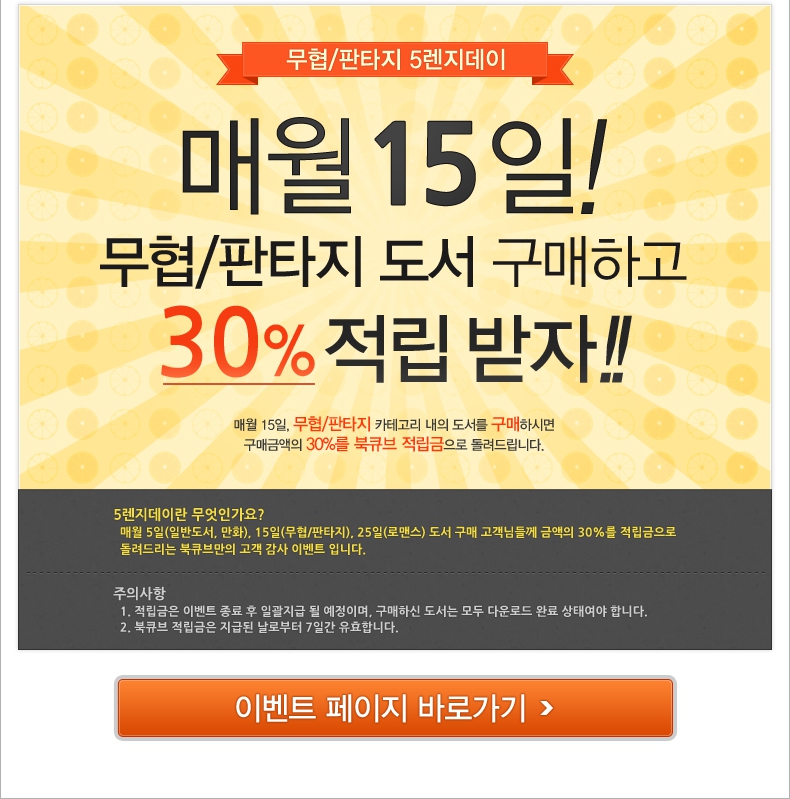 무협/판타지 5렌지데이
매월 15일!
무협/판타지 도서 구매하고
30% 적립 받자!!
매월 15일, 무협/판타지 카테고리 내의 도서를 구매하시면
구매금액의 30%를 북큐브 적립금으로 돌려드립니다.
5렌지데이란 무엇인가요?
매월 5일(일반도서, 만화), 15일(무협/판타지), 25일(로맨스) 도서 구매 고객님들께 금액의 30%를 적립금으로
돌려드리는 북큐브만의 고객 감사 이벤트 입니다.
주의사항
1. 적립금은 이벤트 종료 후 일괄지급 될 예정이며, 구매하신 도서는 모두 다운로드 완료 상태여야 합니다.
2. 북큐브 적립금은 지급된 날로부터 7일간 유효합니다.
이벤트 페이지 바로가기 >